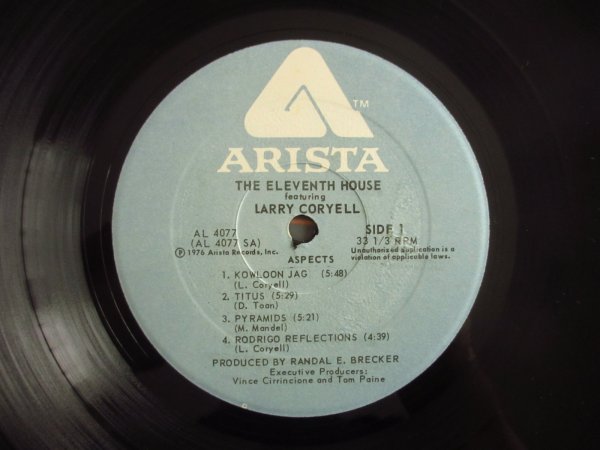 TM
ARISTA
THE ELEVENTH HOUSE
featuring
LARRY CORYELL
AL 4077
(AL 4077 SA)
Ⓟ 1976 Arista Records, Inc.
SIDE 1
33 1/3 RPM
Unauthorized application is a
violation of applicable laws.
ASPECTS
1. KOWLOON JAG (5:48)
(L. Coryell)
2. TITUS (5:29)
(D. Toan)
3. PYRAMIDS (5:21)
(M. Mandel)
4. RODRIGO REFLECTIONS (4:39)
(L. Coryell)
PRODUCED BY RANDAL E. BRECKER
Executive Producers:
Vince Cirrincione and Tom Paine